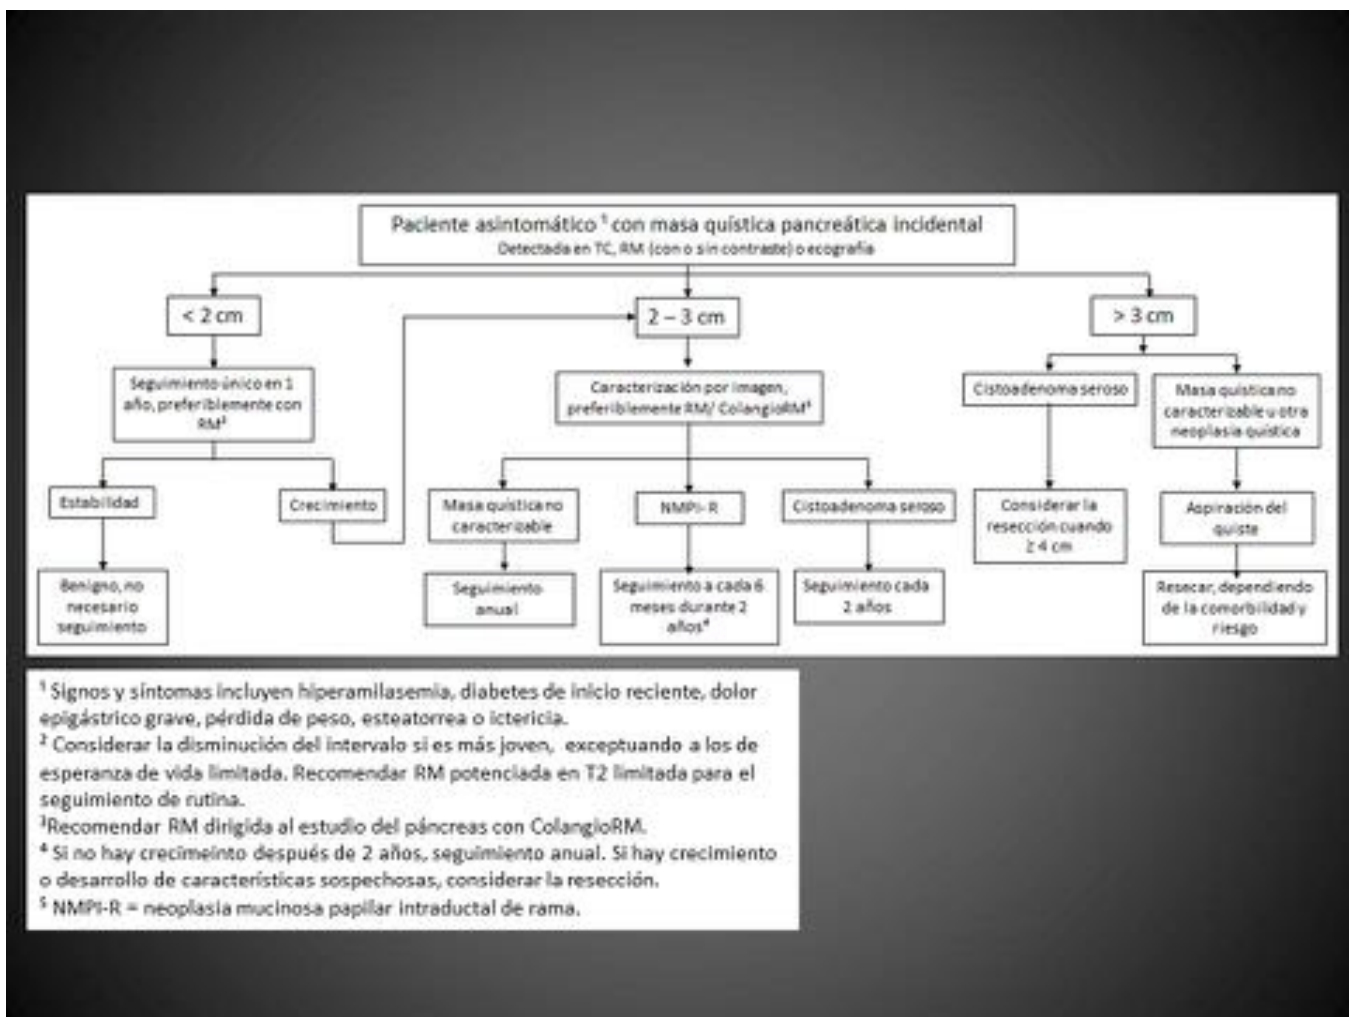 Paciente asintomático ¹ con masa quística pancreática incidental
Detectada en TC, RM (con o sin contraste) o ecografía
< 2 cm
2 – 3 cm
> 3 cm
Seguimiento único en 1
año, preferiblemente con
RM²
Caracterización por imagen,
preferiblemente RM/ ColangioRM³
Cistoadenoma seroso
Masa quística no
caracterizable u otra
neoplasia quística
Estabilidad
Crecimiento
Masa quística no
caracterizable
NMPI- R
Cistoadenoma seroso
Considerar la
resección cuando
≥ 4 cm
Aspiración del
quiste
Benigno, no
necesario
seguimiento
Seguimiento
anual
Seguimiento a cada 6
meses durante 2
años⁴
Seguimiento cada
2 años
Resecar, dependiendo
de la comorbilidad y
riesgo
¹ Signos y síntomas incluyen hiperamilasemia, diabetes de inicio reciente, dolor
epigástrico grave, pérdida de peso, esteatorrea o ictericia.
² Considerar la disminución del intervalo si es más joven, exceptuando a los de
esperanza de vida limitada. Recomendar RM potenciada en T2 limitada para el
seguimiento de rutina.
³Recomendar RM dirigida al estudio del páncreas con ColangioRM.
⁴ Si no hay crecimeinto después de 2 años, seguimiento anual. Si hay crecimiento
o desarrollo de características sospechosas, considerar la resección.
⁵ NMPI-R = neoplasia mucinosa papilar intraductal de rama.